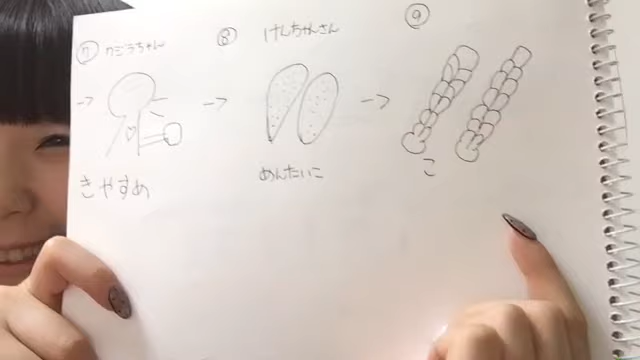 ⑦ クジラちゃん
⑧ けんちゃんさん
⑨
→
→
→
きやすめ
めんたいこ
こ